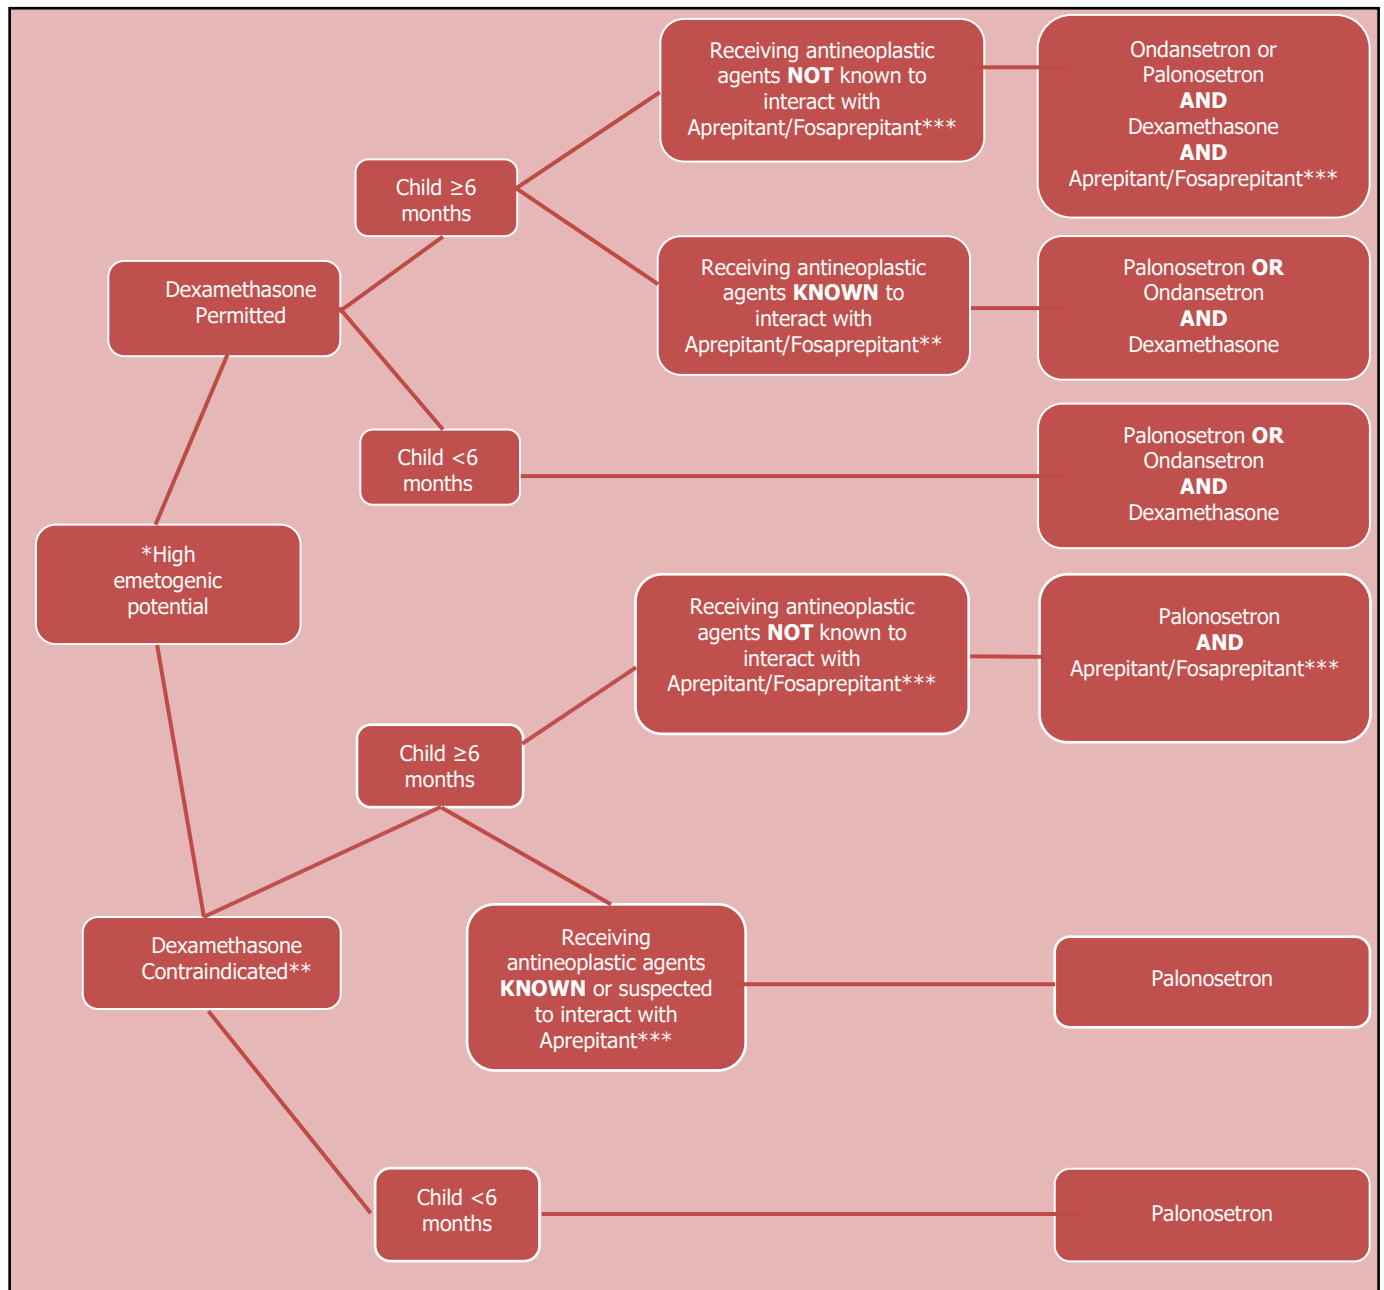 Receiving antineoplastic
agents NOT known to
interact with
Aprepitant/Fosaprepitant***
Ondansetron or
Palonosetron
AND
Dexamethasone
AND
Aprepitant/Fosaprepitant***
Child ≥6
months
Receiving antineoplastic
agents KNOWN to
interact with
Aprepitant/Fosaprepitant**
Palonosetron OR
Ondansetron
AND
Dexamethasone
Dexamethasone
Permitted
Child <6
months
Palonosetron OR
Ondansetron
AND
Dexamethasone
*High
emetogenic
potential
Receiving antineoplastic
agents NOT known to
interact with
Aprepitant/Fosaprepitant***
Palonosetron
AND
Aprepitant/Fosaprepitant***
Child ≥6
months
Dexamethasone
Contraindicated**
Receiving
antineoplastic agents
KNOWN or suspected
to interact with
Aprepitant***
Palonosetron
Child <6
months
Palonosetron